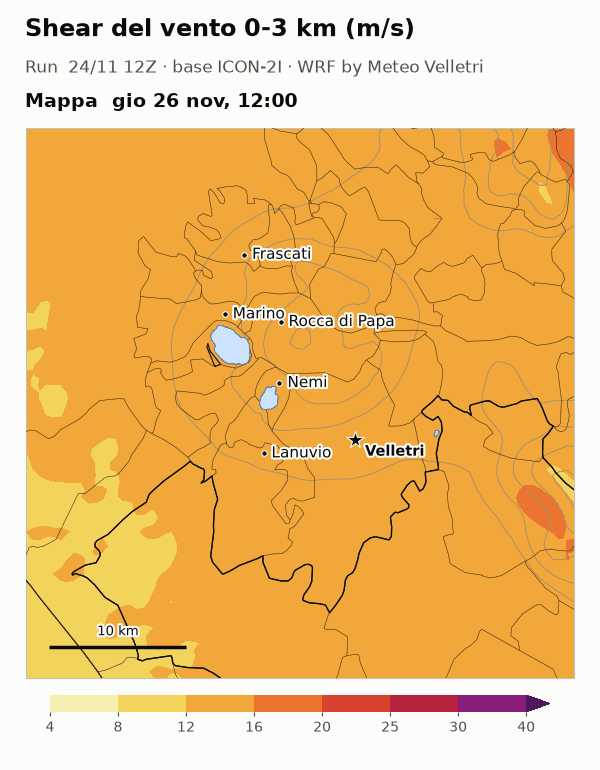 Shear del vento 0-3 km (m/s)
Run  24/11 12Z · base ICON-2I · WRF by Meteo Velletri
Mappa  gio 26 nov, 12:00
Frascati
Marino
Rocca di Papa
Nemi
Velletri
Lanuvio
10 km
4 8 12 16 20 25 30 40